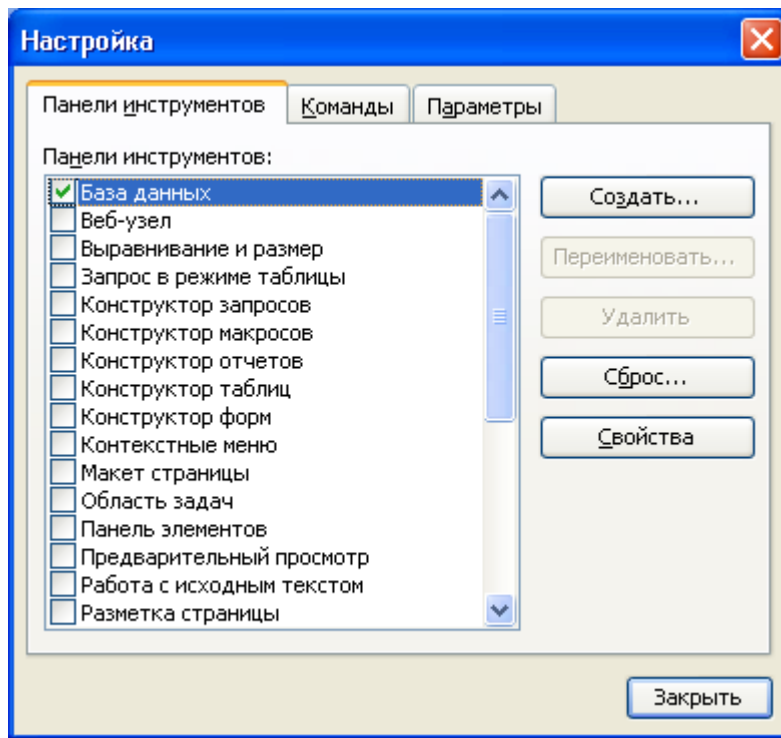 Настройка
Панели инструментов
Команды
Параметры
Панели инструментов:
База данных
Веб-узел
Выравнивание и размер
Запрос в режиме таблицы
Конструктор запросов
Конструктор макросов
Конструктор отчетов
Конструктор таблиц
Конструктор форм
Контекстные меню
Макет страницы
Область задач
Панель элементов
Предварительный просмотр
Работа с исходным текстом
Разметка страницы
Создать...
Переименовать...
Удалить
Сброс...
Свойства
Закрыть